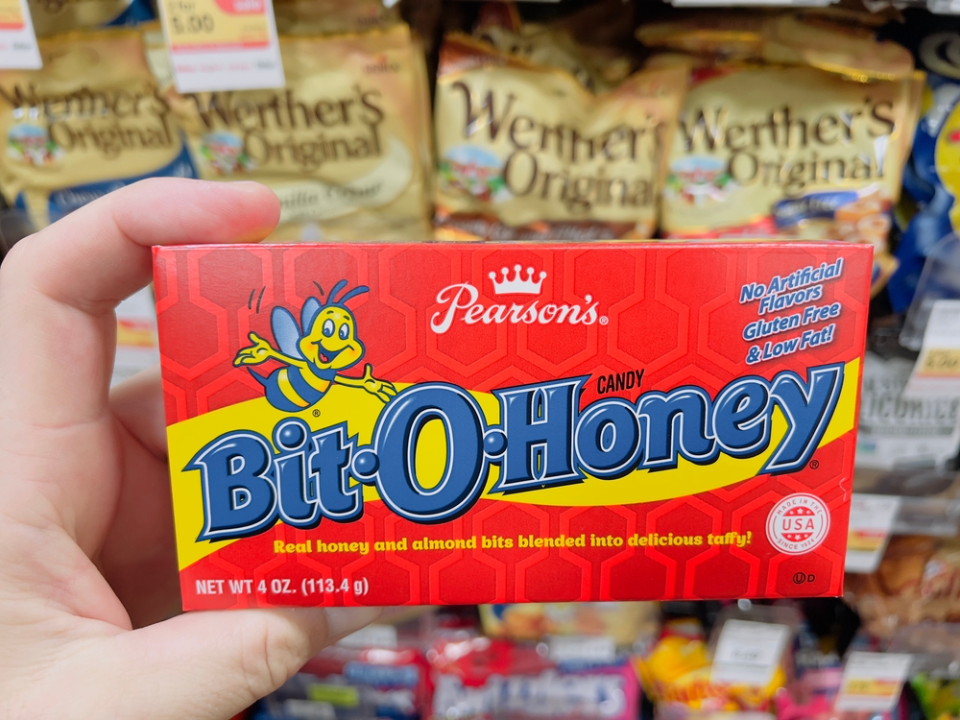 5.00
Werther's
Original
Werther's
Original
Werther's
Original
Werther's
Original
Pearson's®
No Artificial
Flavors
Gluten Free
& Low Fat!
CANDY
Bit·O·Honey®
Real honey and almond bits blended into delicious taffy!
MADE IN THE
USA
NET WT 4 OZ. (113.4 g)
U D